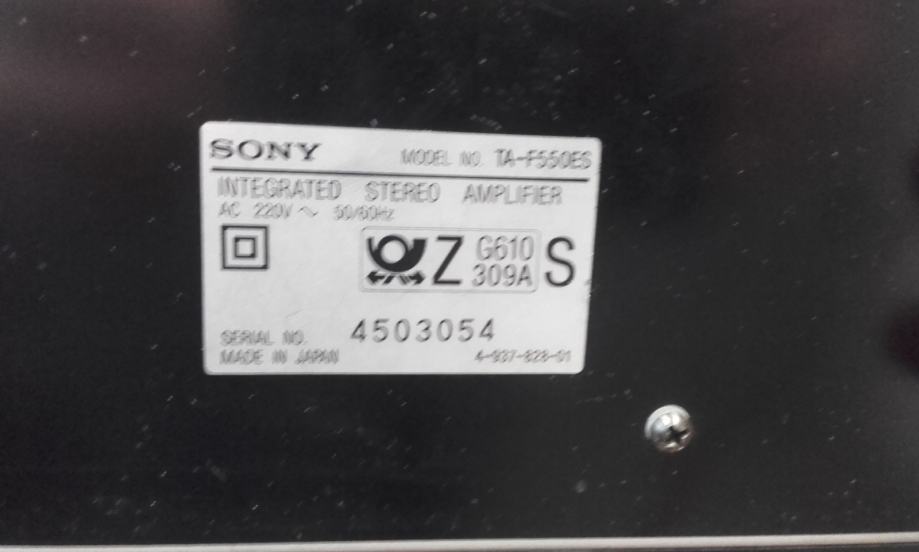 SONY MODEL NO. TA-F550ES
INTEGRATED STEREO AMPLIFIER
AC 220V ~ 50/60Hz
Z G610 S
309A
SERIAL NO. 4503054
MADE IN JAPAN 4-937-828-01